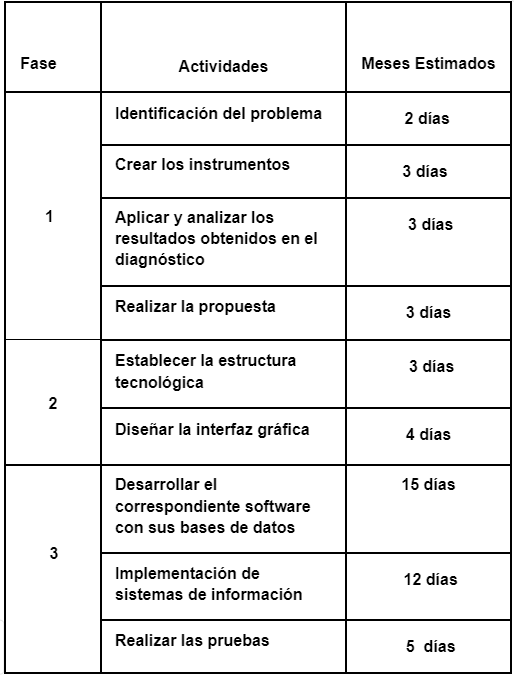 Fase
Actividades
Meses Estimados
1
Identificación del problema
2 días
Crear los instrumentos
3 días
Aplicar y analizar los
resultados obtenidos en el
diagnóstico
3 días
Realizar la propuesta
3 días
2
Establecer la estructura
tecnológica
3 días
Diseñar la interfaz gráfica
4 días
3
Desarrollar el
correspondiente software
con sus bases de datos
15 días
Implementación de
sistemas de información
12 días
Realizar las pruebas
5 días